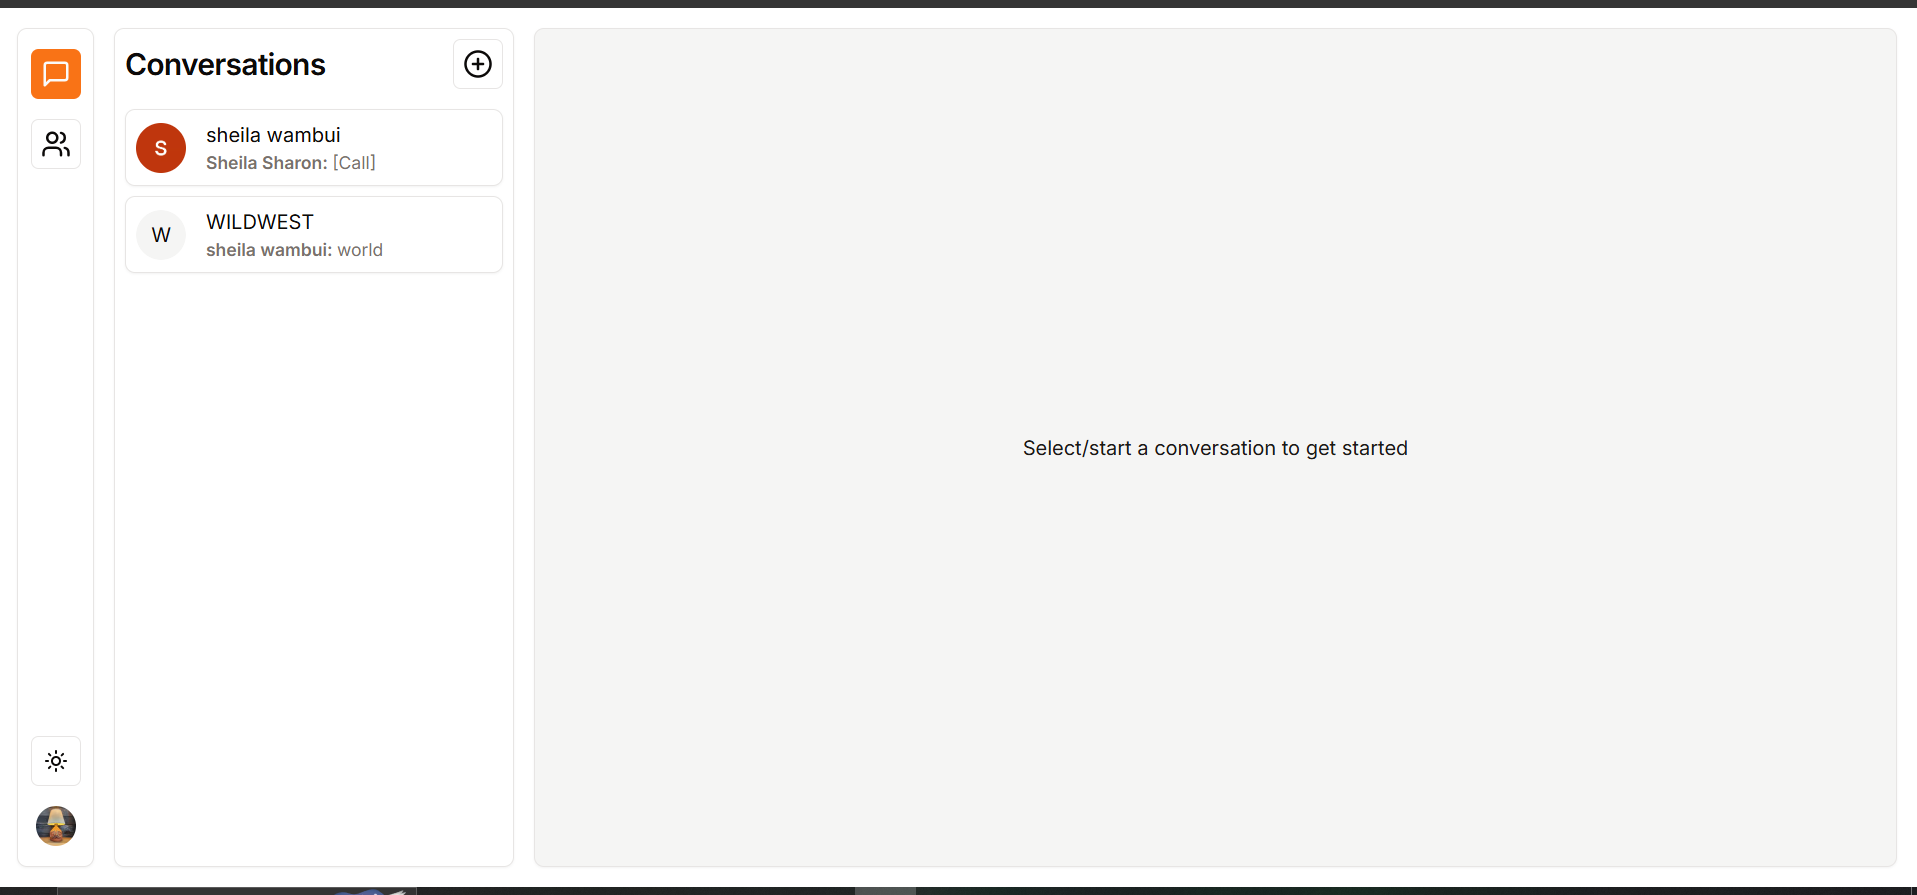 Conversations
S
sheila wambui
Sheila Sharon: [Call]
W
WILDWEST
sheila wambui: world
Select/start a conversation to get started